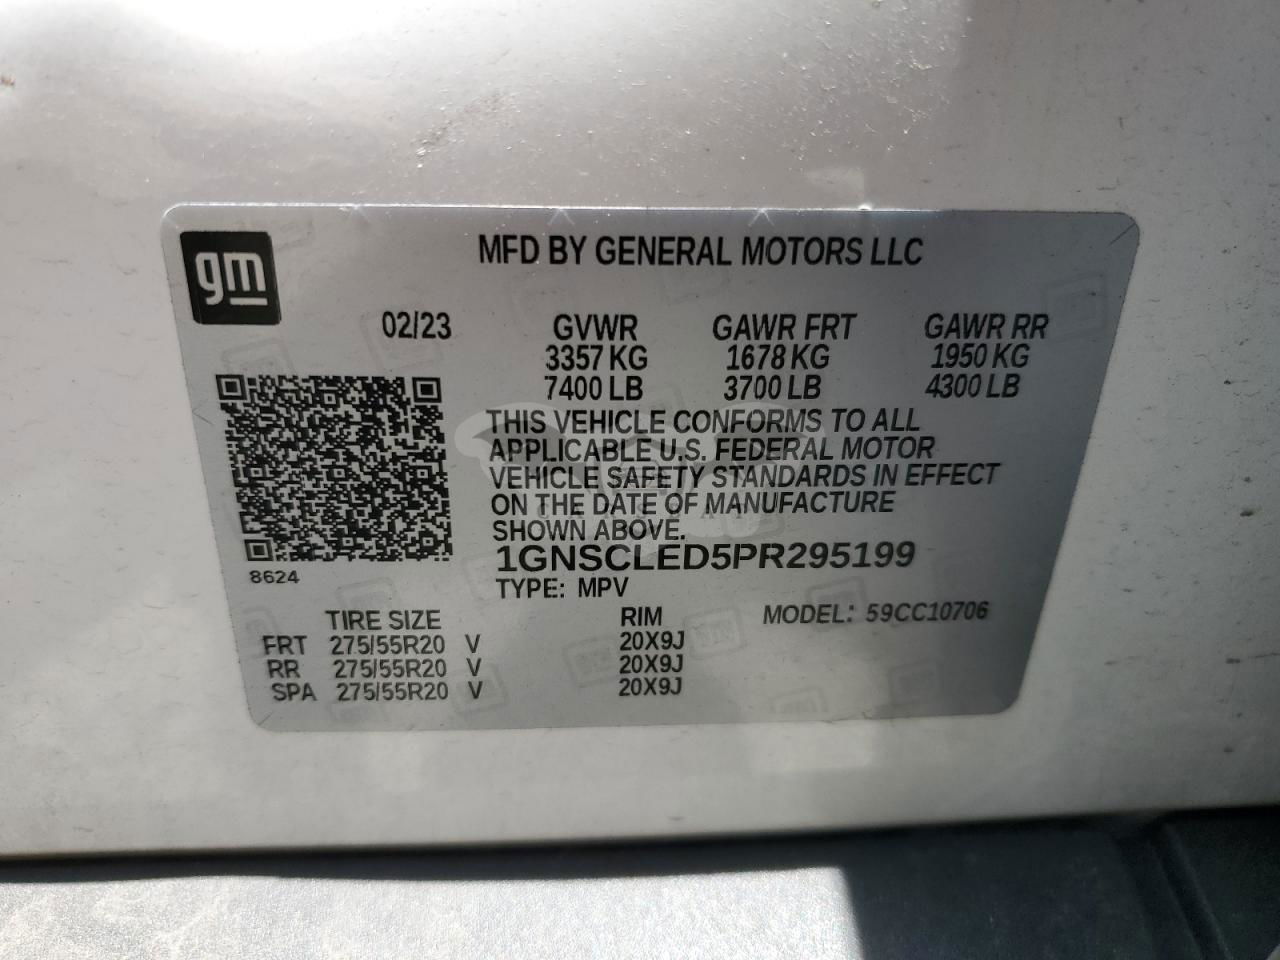 gm
MFD BY GENERAL MOTORS LLC
02/23 GVWR GAWR FRT GAWR RR
3357 KG 1678 KG 1950 KG
7400 LB 3700 LB 4300 LB
THIS VEHICLE CONFORMS TO ALL
APPLICABLE U.S. FEDERAL MOTOR
VEHICLE SAFETY STANDARDS IN EFFECT
ON THE DATE OF MANUFACTURE
SHOWN ABOVE.
1GNSCLED5PR295199
8624
TYPE: MPV
TIRE SIZE RIM MODEL: 59CC10706
FRT 275/55R20 V 20X9J
RR 275/55R20 V 20X9J
SPA 275/55R20 V 20X9J